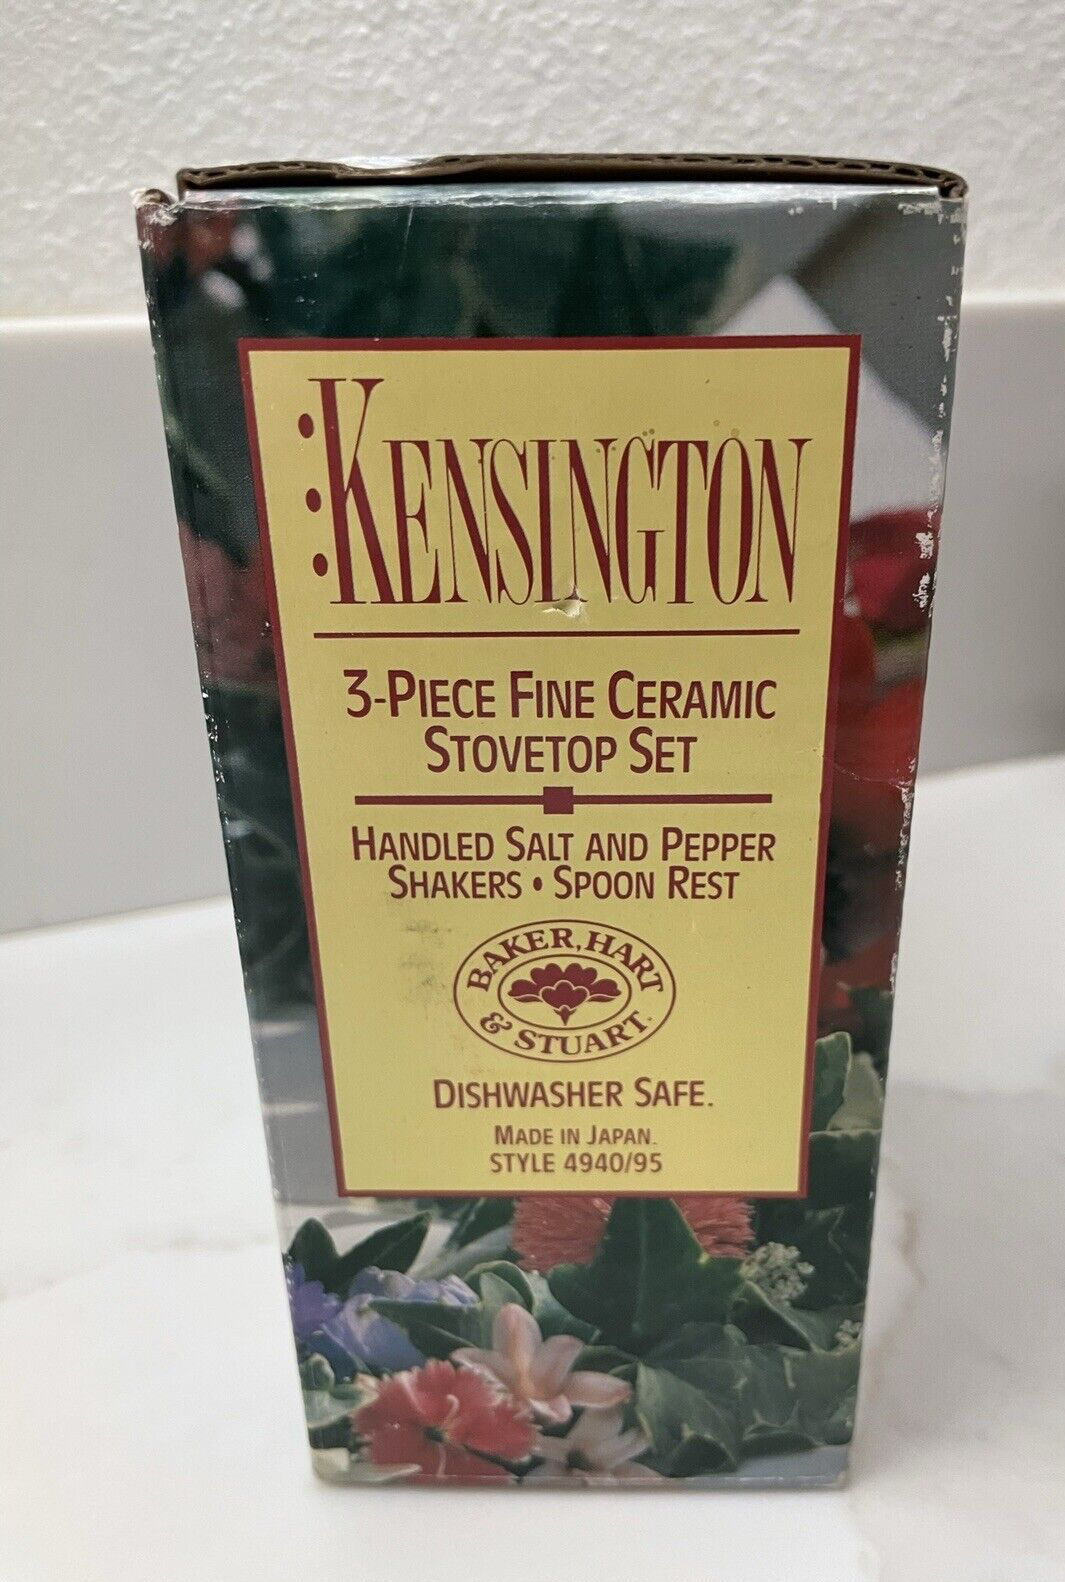 KENSINGTON
3-PIECE FINE CERAMIC
STOVETOP SET
HANDLED SALT AND PEPPER
SHAKERS • SPOON REST
BAKER, HART
& STUART
DISHWASHER SAFE.
MADE IN JAPAN.
STYLE 4940/95